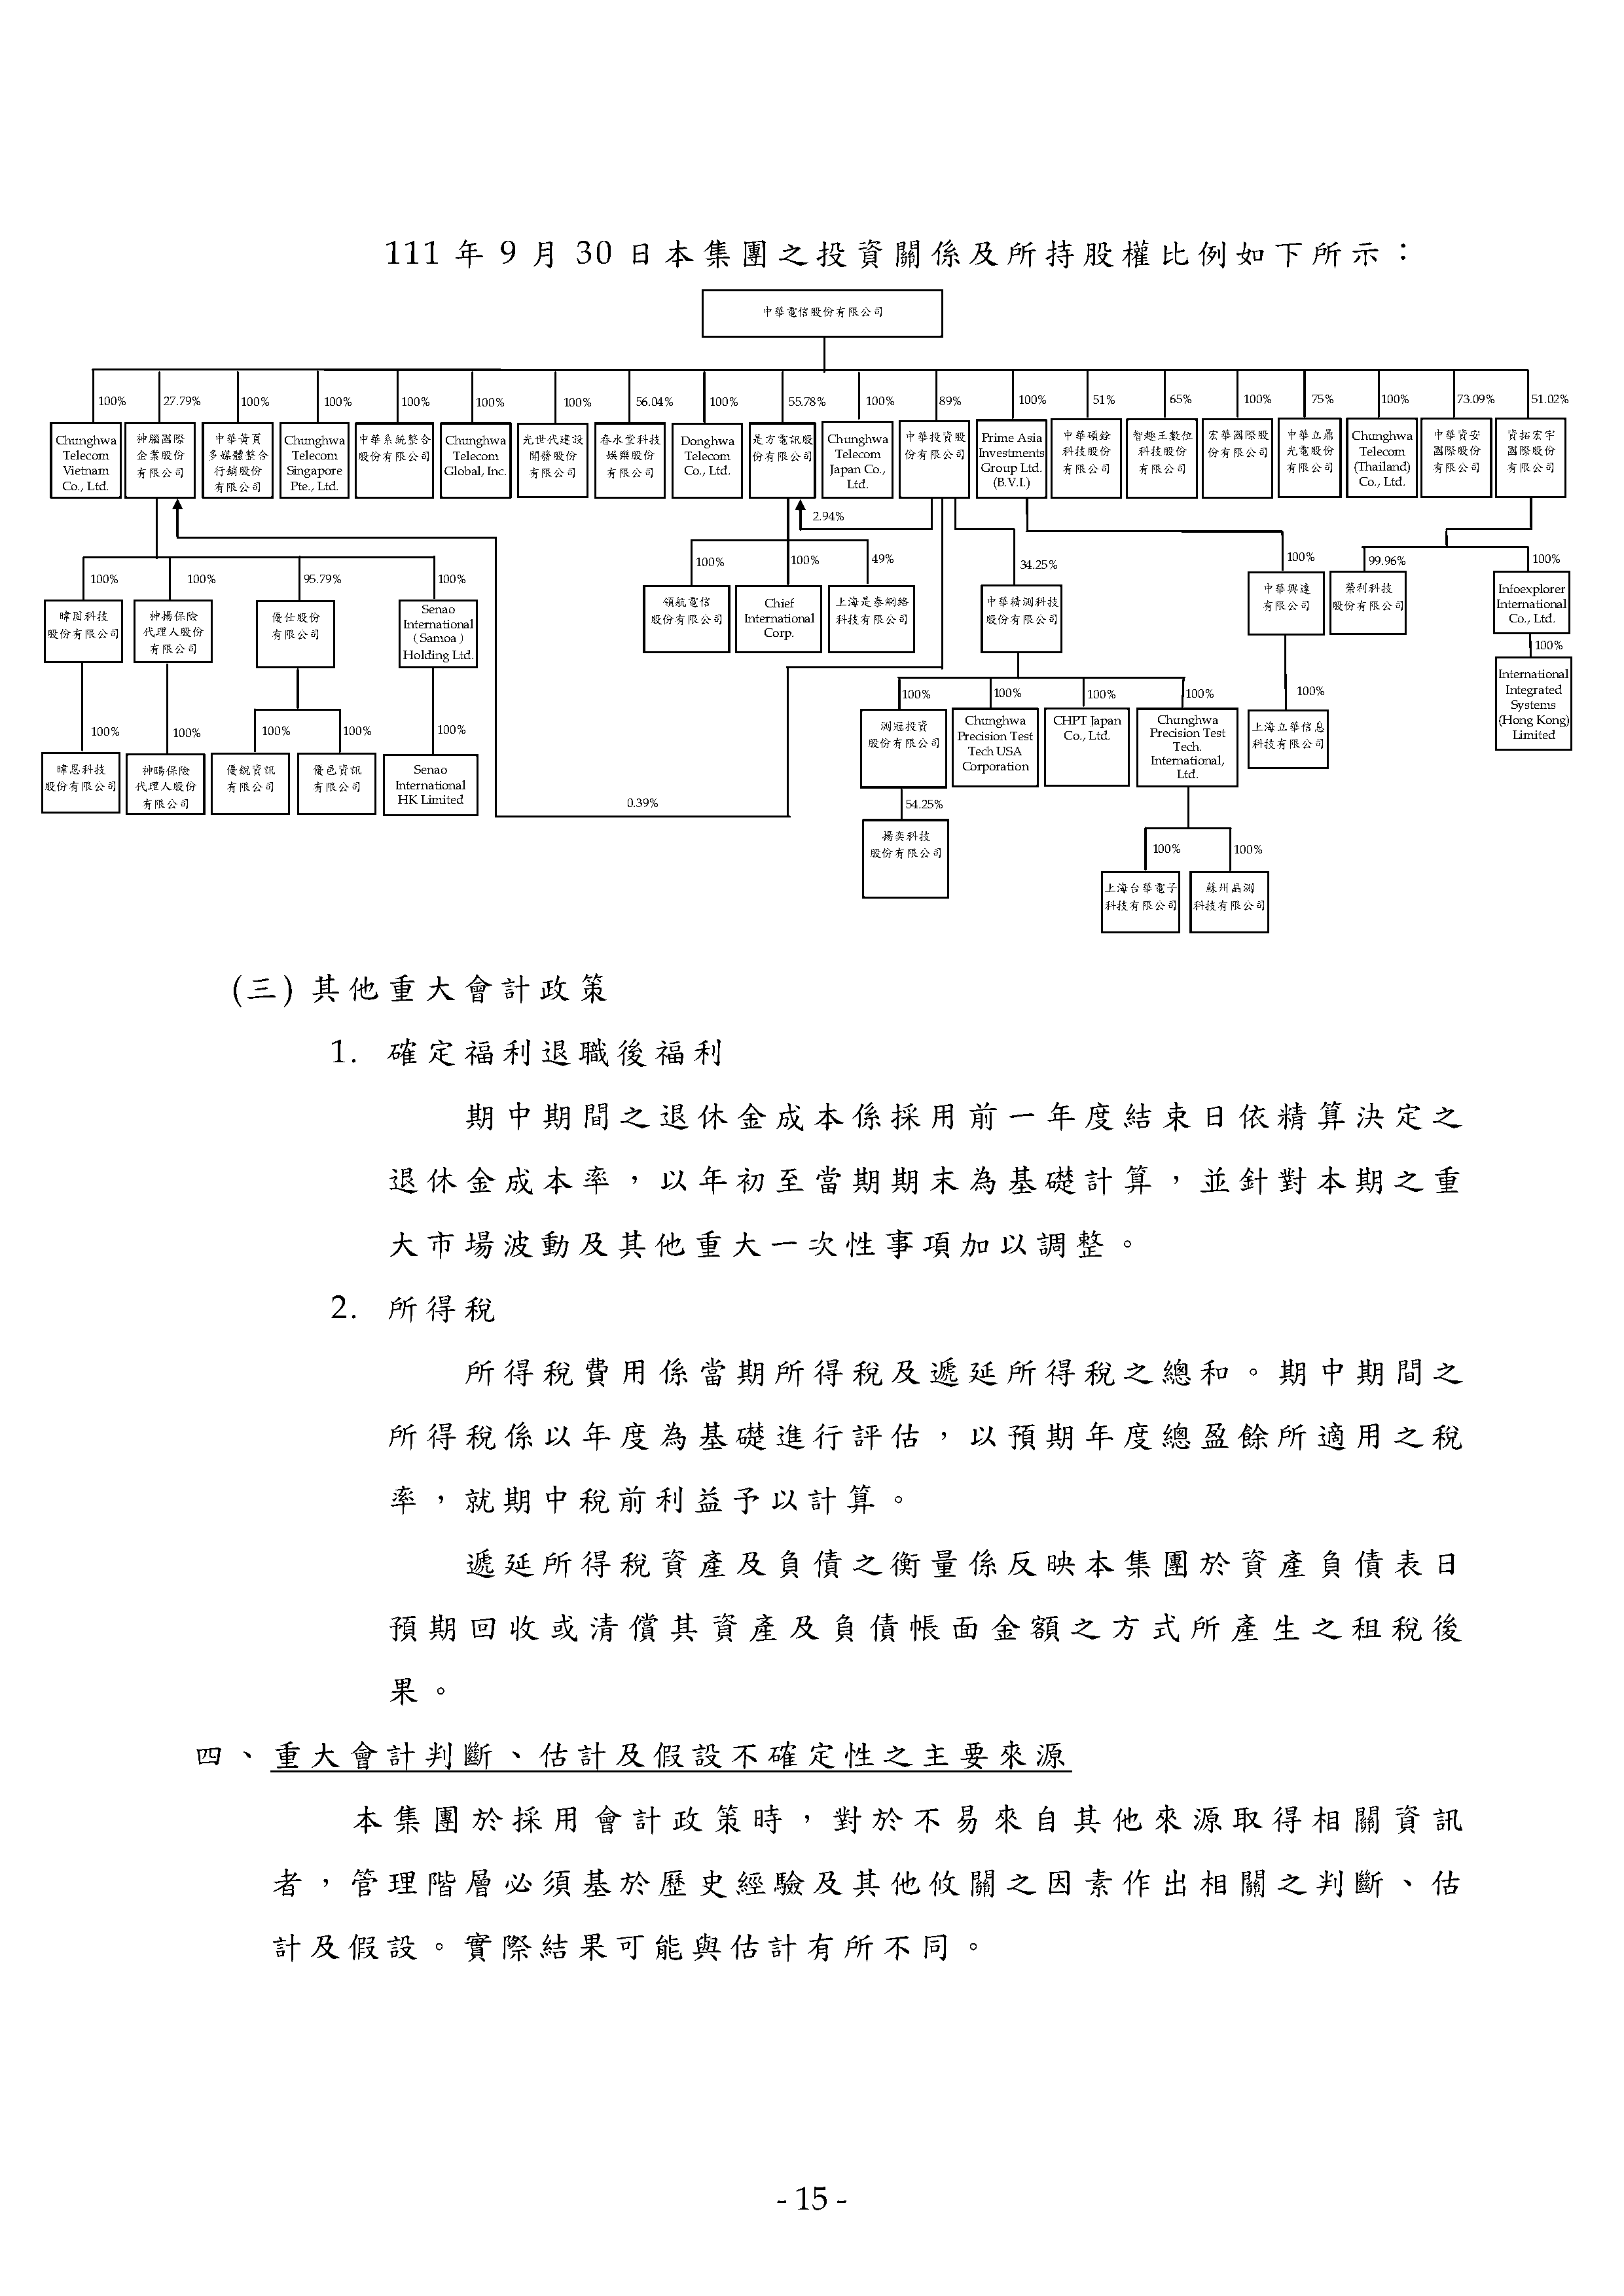 111 年 9 月 30 日本集團之投資關係及所持股權比例如下所示：
中華電信股份有限公司
100%
27.79%
100%
100%
100%
100%
100%
56.04%
100%
55.78%
100%
89%
100%
51%
65%
100%
75%
100%
73.09%
51.02%
Chunghwa
Telecom
Vietnam
Co., Ltd.
神腦國際
企業股份
有限公司
中華黃頁
多媒體整合
行銷股份
有限公司
Chunghwa
Telecom
Singapore
Pte., Ltd.
中華系統整合
股份有限公司
Chunghwa
Telecom
Global, Inc.
光世代建設
開發股份
有限公司
春水堂科技
娛樂股份
有限公司
Donghwa
Telecom
Co., Ltd.
是方電訊股
份有限公司
Chunghwa
Telecom
Japan Co.,
Ltd.
中華投資股
份有限公司
Prime Asia
Investments
Group Ltd.
(B.V.I.)
中華碩銓
科技股份
有限公司
智趣王數位
科技股份
有限公司
宏華國際股
份有限公司
中華立鼎
光電股份
有限公司
Chunghwa
Telecom
(Thailand)
Co., Ltd.
中華資安
國際股份
有限公司
資拓宏宇
國際股份
有限公司
2.94%
100%
100%
95.79%
100%
100%
100%
49%
34.25%
100%
99.96%
100%
暐
股份有限公司
神揚保險
代理人股份
有限公司
優仕股份
有限公司
Senao
International
（Samoa）
Holding Ltd.
領航電信
股份有限公司
Chief
International
Corp.
上海是泰網絡
科技有限公司
中華精測科技
股份有限公司
中華興達
有限公司
榮利科技
股份有限公司
Infoexplorer
International
Co., Ltd.
100%
International
Integrated
Systems
(Hong Kong)
Limited
100%
100%
100%
100%
100%
100%
100%
100%
100%
100%
暐恩科技
股份有限公司
神暘保險
代理人股份
有限公司
優銳資訊
有限公司
優邑資訊
有限公司
Senao
International
HK Limited
0.39%
測冠投資
股份有限公司
Chunghwa
Precision Test
Tech USA
Corporation
CHPT Japan
Co., Ltd.
Chunghwa
Precision Test
Tech.
International,
Ltd.
上海立華信息
科技有限公司
54.25%
揚奕科技
股份有限公司
100%
100%
上海台華電子
科技有限公司
蘇州晶測
科技有限公司
(三) 其他重大會計政策
1. 確定福利退職後福利
期中期間之退休金成本係採用前一年度結束日依精算決定之
退休金成本率，以年初至當期期末為基礎計算，並針對本期之重
大市場波動及其他重大一次性事項加以調整。
2. 所得稅
所得稅費用係當期所得稅及遞延所得稅之總和。期中期間之
所得稅係以年度為基礎進行評估，以預期年度總盈餘所適用之稅
率，就期中稅前利益予以計算。
遞延所得稅資產及負債之衡量係反映本集團於資產負債表日
預期回收或清償其資產及負債帳面金額之方式所產生之租稅後
果。
四、重大會計判斷、估計及假設不確定性之主要來源
本集團於採用會計政策時，對於不易來自其他來源取得相關資訊
者，管理階層必須基於歷史經驗及其他攸關之因素作出相關之判斷、估
計及假設。實際結果可能與估計有所不同。
- 15 -